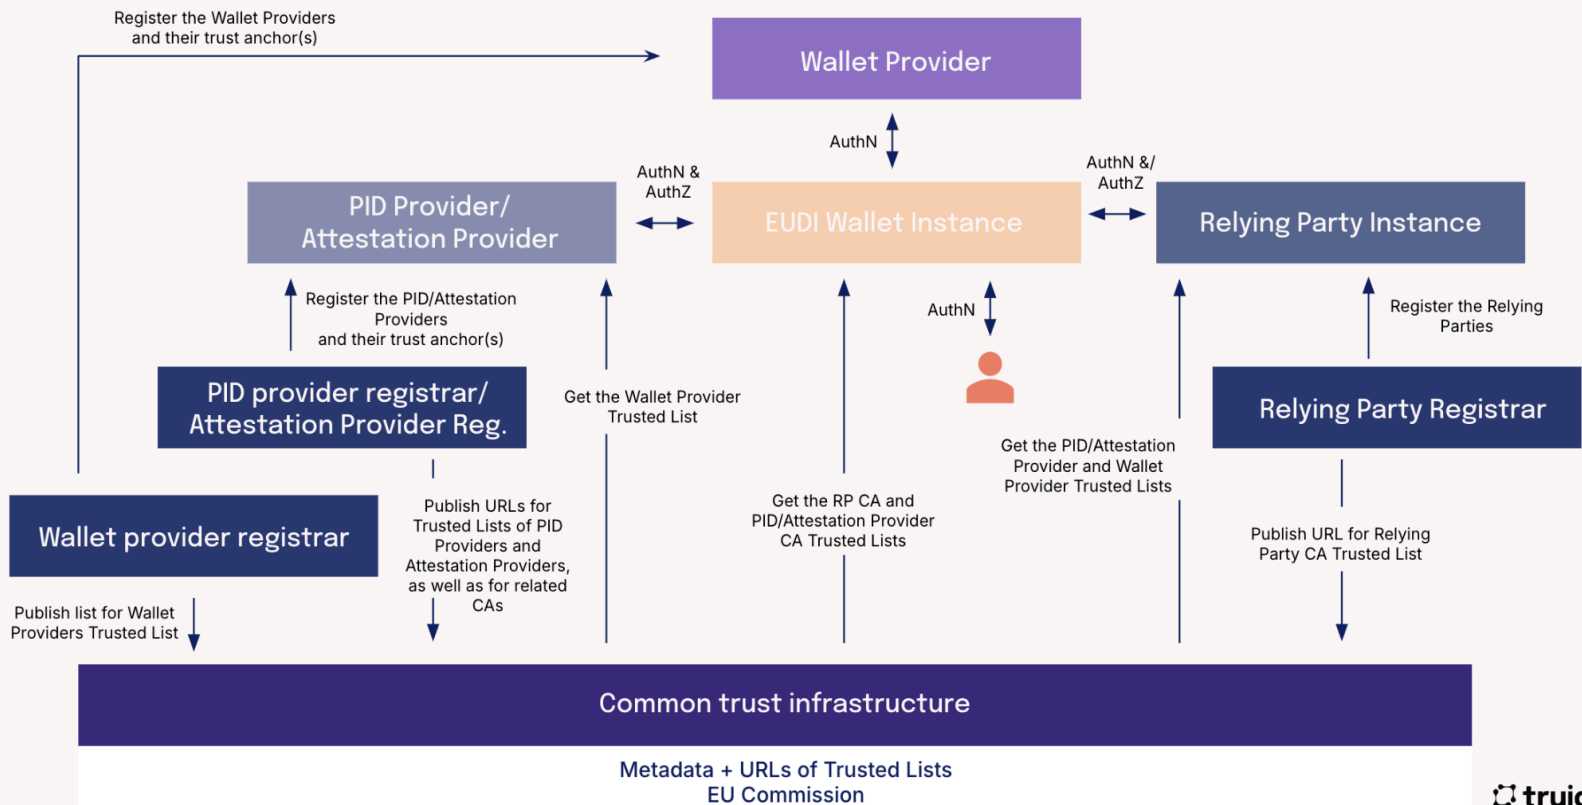 Register the Wallet Providers
and their trust anchor(s)
Wallet Provider
AuthN
AuthN &
AuthZ
AuthN &/
AuthZ
PID Provider/
Attestation Provider
EUDI Wallet Instance
Relying Party Instance
Register the PID/Attestation
Providers
and their trust anchor(s)
AuthN
Register the Relying
Parties
PID provider registrar/
Attestation Provider Reg.
Get the Wallet Provider
Trusted List
Relying Party Registrar
Get the PID/Attestation
Provider and Wallet
Provider Trusted Lists
Wallet provider registrar
Publish URLs for
Trusted Lists of PID
Providers and
Attestation Providers,
as well as for related
CAs
Get the RP CA and
PID/Attestation Provider
CA Trusted Lists
Publish URL for Relying
Party CA Trusted List
Publish list for Wallet
Providers Trusted List
Common trust infrastructure
Metadata + URLs of Trusted Lists
EU Commission